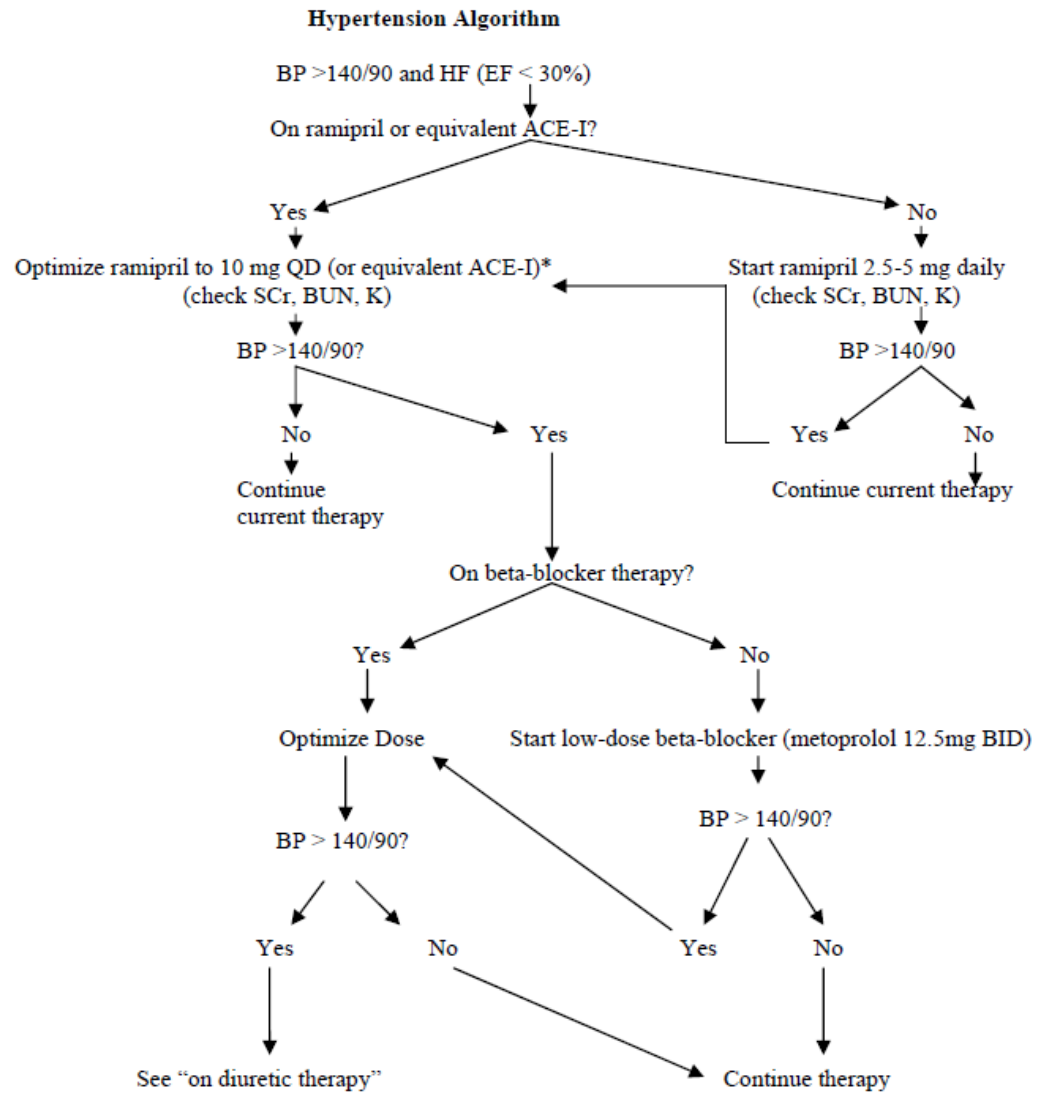 Hypertension Algorithm
BP >140/90 and HF (EF < 30%)
On ramipril or equivalent ACE-I?
Yes
No
Optimize ramipril to 10 mg QD (or equivalent ACE-I)*
(check SCr, BUN, K)
Start ramipril 2.5-5 mg daily
(check SCr, BUN, K)
BP >140/90?
BP >140/90
No
Yes
Yes
No
Continue
current therapy
Continue current therapy
On beta-blocker therapy?
Yes
No
Optimize Dose
Start low-dose beta-blocker (metoprolol 12.5mg BID)
BP > 140/90?
BP > 140/90?
Yes
No
Yes
No
See “on diuretic therapy”
Continue therapy